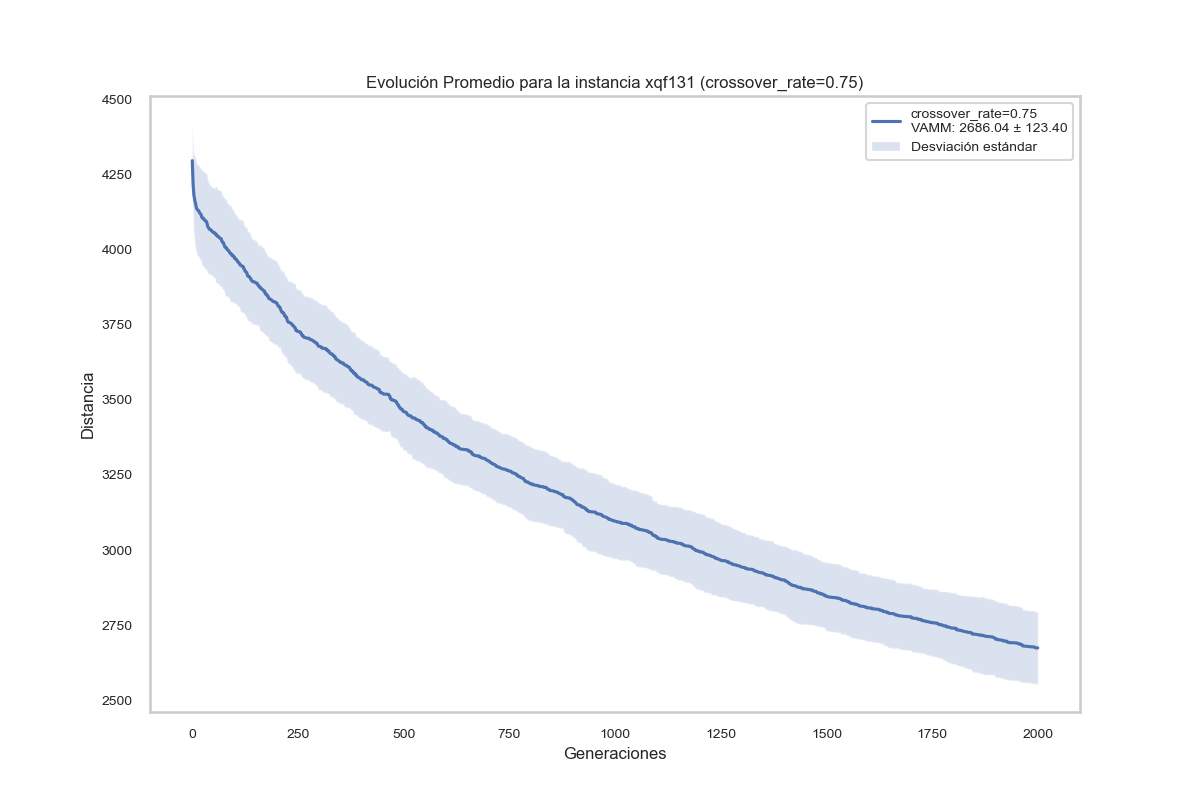 Evolución Promedio para la instancia xqf131 (crossover_rate=0.75)
crossover_rate=0.75
VAMM: 2686.04 ± 123.40
Desviación estándar
Distancia
4500
4250
4000
3750
3500
3250
3000
2750
2500
0 250 500 750 1000 1250 1500 1750 2000
Generaciones